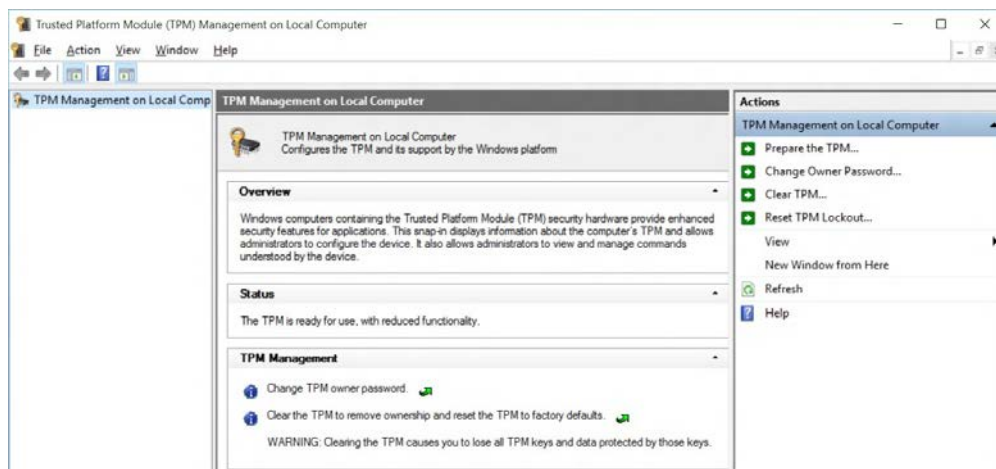 Trusted Platform Module (TPM) Management on Local Computer
File Action View Window Help
TPM Management on Local Comp
TPM Management on Local Computer
TPM Management on Local Computer
Configures the TPM and its support by the Windows platform
Overview
Windows computers containing the Trusted Platform Module (TPM) security hardware provide enhanced
security features for applications. This snap-in displays information about the computer's TPM and allows
administrators to configure the device. It also allows administrators to view and manage commands
understood by the device.
Status
The TPM is ready for use, with reduced functionality.
TPM Management
Change TPM owner password.
Clear the TPM to remove ownership and reset the TPM to factory defaults.
WARNING: Clearing the TPM causes you to lose all TPM keys and data protected by those keys.
Actions
TPM Management on Local Computer
Prepare the TPM...
Change Owner Password...
Clear TPM...
Reset TPM Lockout...
View
New Window from Here
Refresh
Help